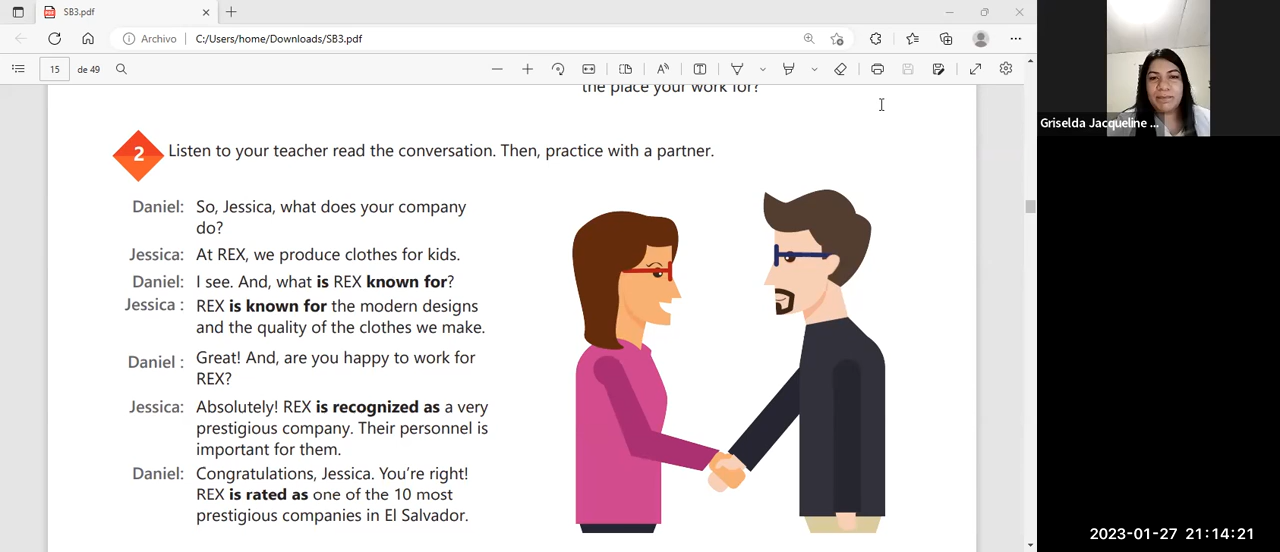 SB3.pdf
Archivo
C:/Users/home/Downloads/SB3.pdf
15
de 49
the place your work for?
Griselda Jacqueline ...
2
Listen to your teacher read the conversation. Then, practice with a partner.
Daniel: So, Jessica, what does your company
do?
Jessica: At REX, we produce clothes for kids.
Daniel: I see. And, what is REX known for?
Jessica : REX is known for the modern designs
and the quality of the clothes we make.
Daniel : Great! And, are you happy to work for
REX?
Jessica: Absolutely! REX is recognized as a very
prestigious company. Their personnel is
important for them.
Daniel: Congratulations, Jessica. You're right!
REX is rated as one of the 10 most
prestigious companies in El Salvador.
2023-01-27 21:14:21